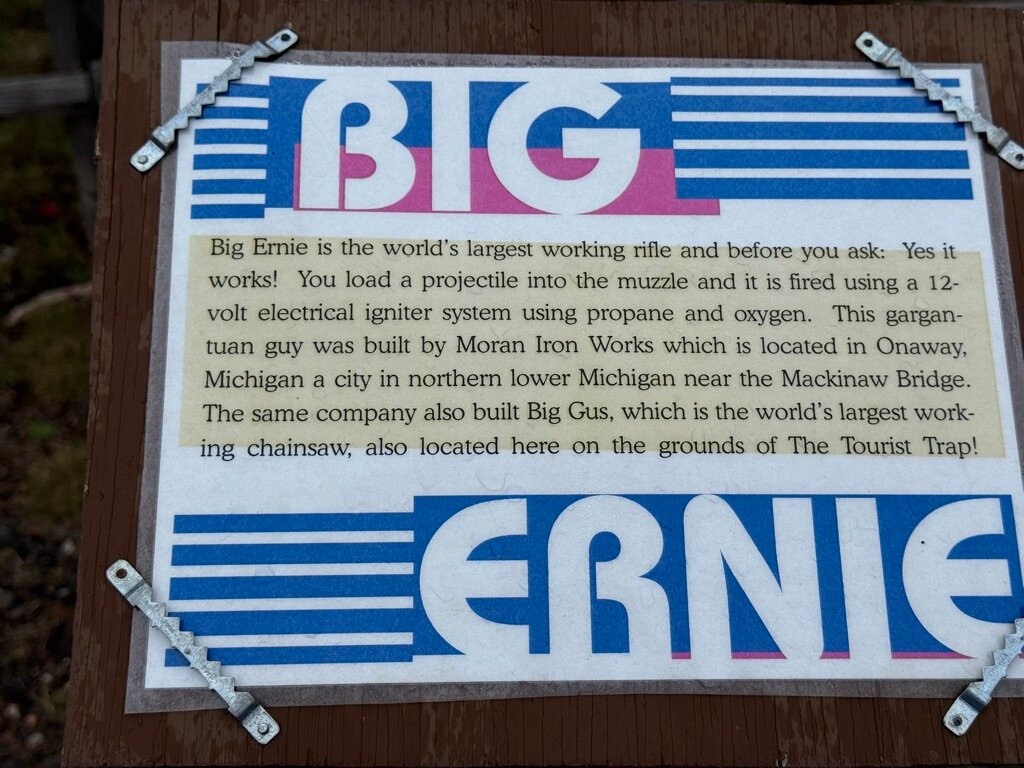 BIG
Big Ernie is the world's largest working rifle and before you ask: Yes it
works! You load a projectile into the muzzle and it is fired using a 12-
volt electrical igniter system using propane and oxygen. This gargan-
tuan guy was built by Moran Iron Works which is located in Onaway,
Michigan a city in northern lower Michigan near the Mackinaw Bridge.
The same company also built Big Gus, which is the world's largest work-
ing chainsaw, also located here on the grounds of The Tourist Trap!
ERNIE